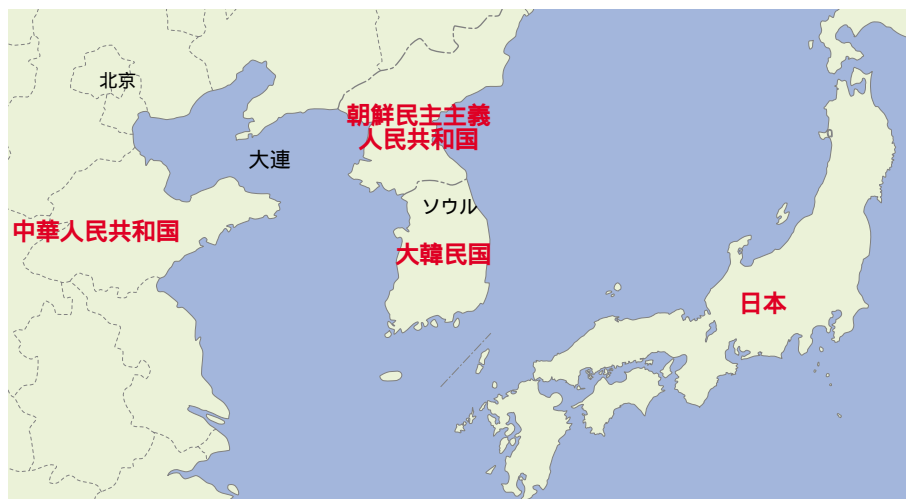 北京
朝鮮民主主義
人民共和国
大連
ソウル
中華人民共和国
大韓民国
日本